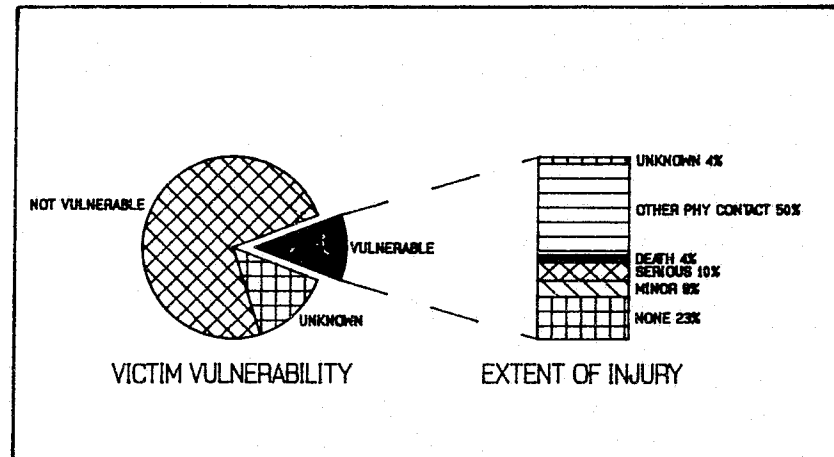 NOT VULNERABLE
VULNERABLE
UNKNOWN
VICTIM VULNERABILITY
UNKNOWN 4%
OTHER PHY CONTACT 50%
DEATH 4%
SERIOUS 10%
MINOR 9%
NONE 23%
EXTENT OF INJURY